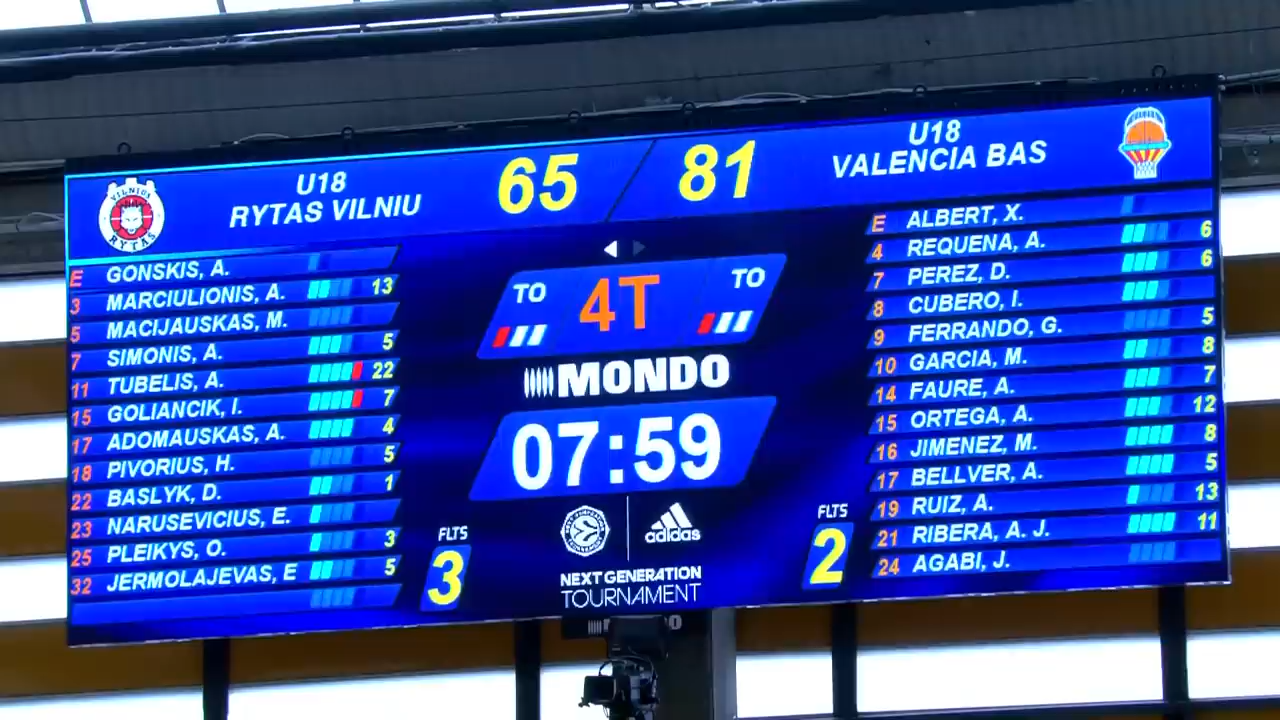 U18
RYTAS VILNIU
65 / 81
U18
VALENCIA BAS
VILNIUS
RYTAS
E GONSKIS, A.
3 MARCIULIONIS, A. 13
5 MACIJAUSKAS, M.
7 SIMONIS, A. 5
11 TUBELIS, A. 22
15 GOLIANCIK, I. 7
17 ADOMAUSKAS, A. 4
18 PIVORIUS, H. 5
22 BASLYK, D. 1
23 NARUSEVICIUS, E.
25 PLEIKYS, O. 3
32 JERMOLAJEVAS, E 5
TO 4T TO
MONDO
07:59
FLTS
3
FLTS
2
adidas
NEXT GENERATION
TOURNAMENT
E ALBERT, X.
4 REQUENA, A. 6
7 PEREZ, D. 6
8 CUBERO, I.
9 FERRANDO, G. 5
10 GARCIA, M. 8
14 FAURE, A. 7
15 ORTEGA, A. 12
16 JIMENEZ, M. 8
17 BELLVER, A. 5
19 RUIZ, A. 13
21 RIBERA, A. J. 11
24 AGABI, J.
MONDO